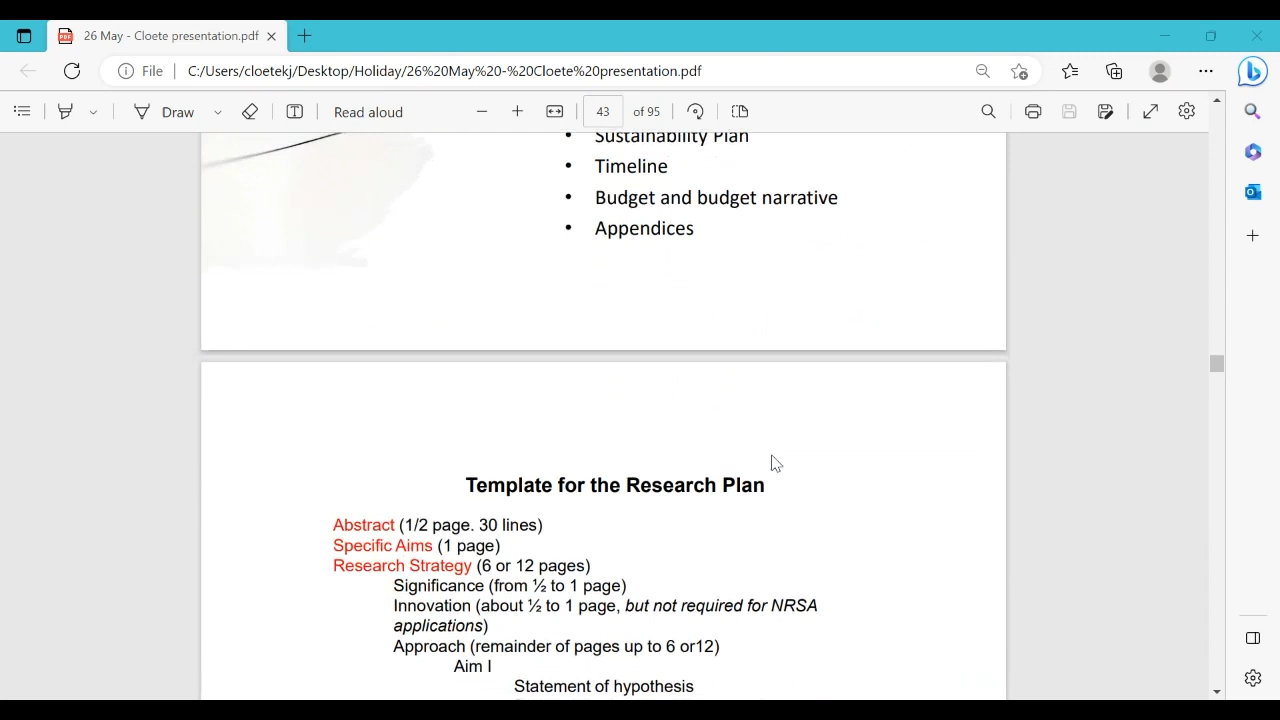 26 May - Cloete presentation.pdf
File
C:/Users/cloetekj/Desktop/Holiday/26%20May%20-%20Cloete%20presentation.pdf
Draw
Read aloud
43
of 95
• Sustainability Plan
• Timeline
• Budget and budget narrative
• Appendices
Template for the Research Plan
Abstract (1/2 page. 30 lines)
Specific Aims (1 page)
Research Strategy (6 or 12 pages)
Significance (from ½ to 1 page)
Innovation (about ½ to 1 page, but not required for NRSA
applications)
Approach (remainder of pages up to 6 or12)
Aim I
Statement of hypothesis